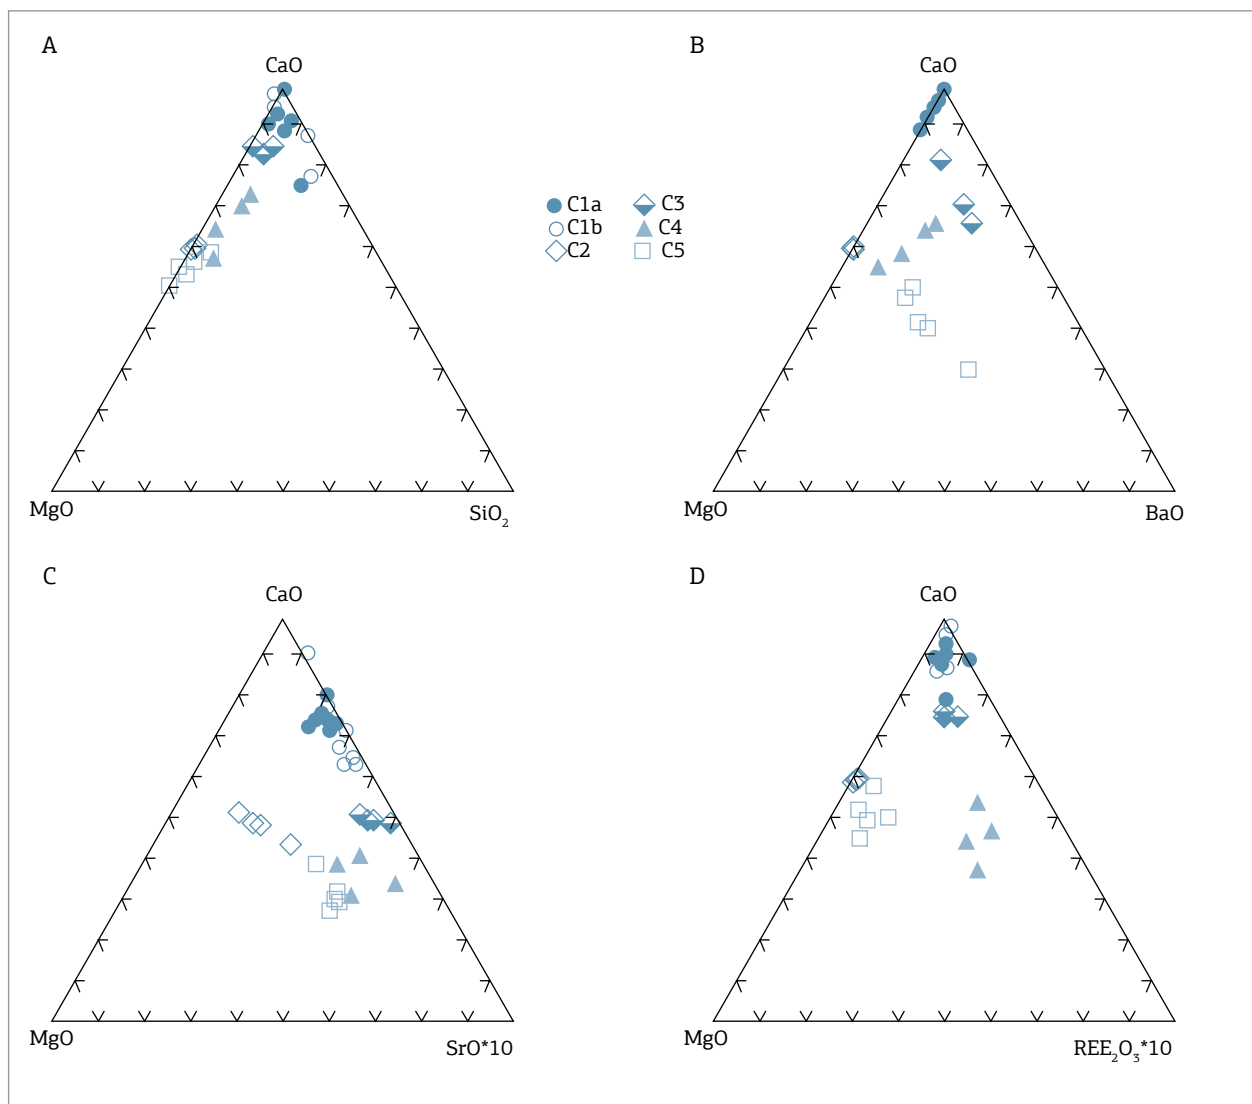 A
CaO
MgO
SiO₂
B
CaO
MgO
BaO
C1a
C1b
C2
C3
C4
C5
C
CaO
MgO
SrO*10
D
CaO
MgO
REE₂O₃*10